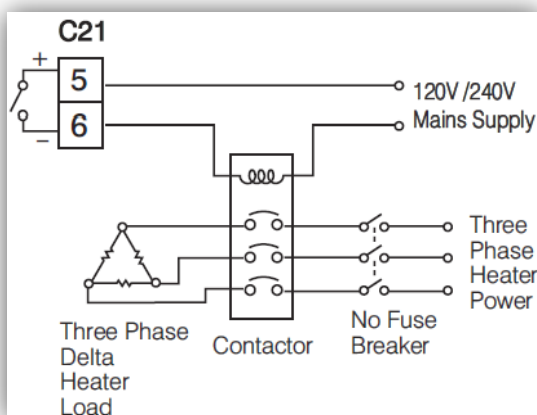 C21
+
5
120V /240V
6
Mains Supply
–
Three
Phase
Heater
Power
Three Phase
Delta
Heater
Load
Contactor
No Fuse
Breaker